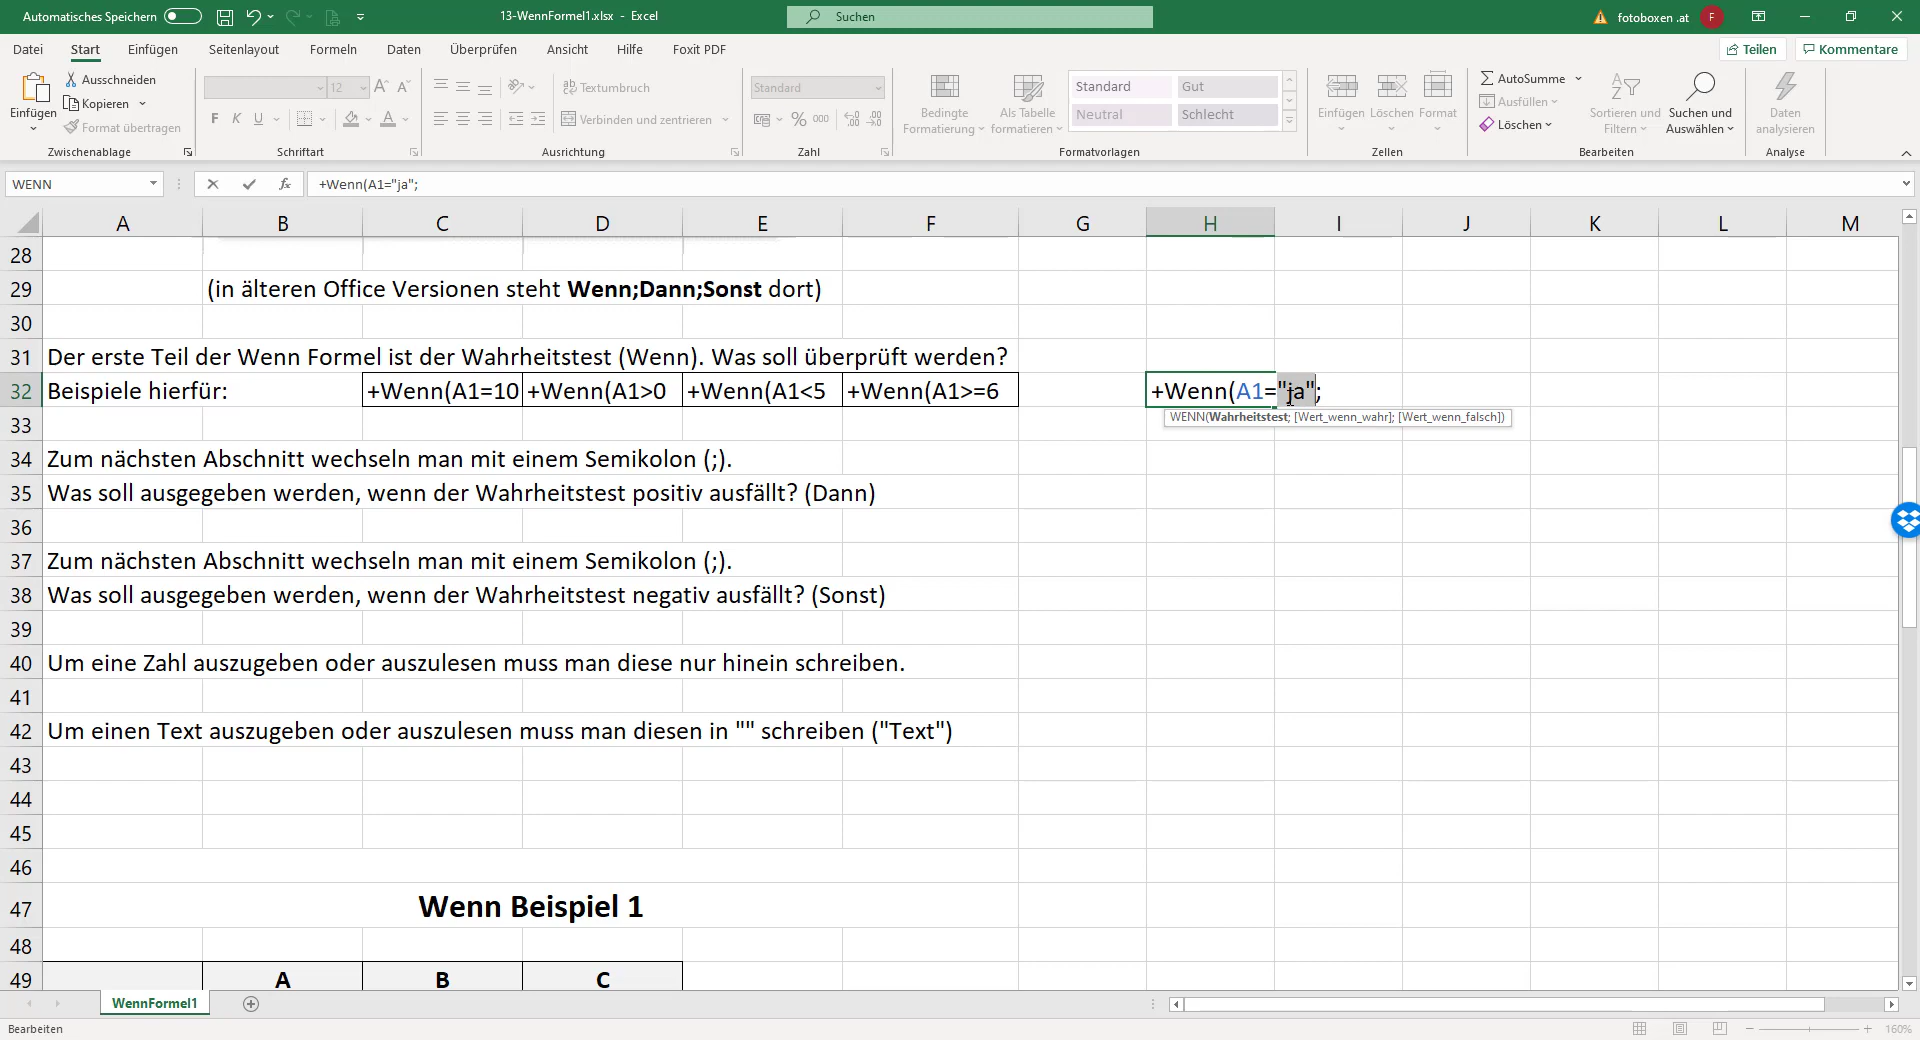 Automatisches Speichern
13-WennFormel1.xlsx - Excel
Suchen
fotoboxen .at
F
Datei
Start
Einfügen
Seitenlayout
Formeln
Daten
Überprüfen
Ansicht
Hilfe
Foxit PDF
Teilen
Kommentare
Einfügen
Ausschneiden
Kopieren
Format übertragen
Zwischenablage
12
F K U
Schriftart
Textumbruch
Verbinden und zentrieren
Ausrichtung
Standard
% 000
Zahl
Bedingte Formatierung
Als Tabelle formatieren
Standard
Gut
Neutral
Schlecht
Formatvorlagen
Einfügen
Löschen
Format
Zellen
AutoSumme
Ausfüllen
Löschen
Sortieren und Filtern
Suchen und Auswählen
Bearbeiten
Daten analysieren
Analyse
WENN
fx
+Wenn(A1="ja";
A B C D E F G H I J K L M
28
29 (in älteren Office Versionen steht Wenn;Dann;Sonst dort)
30
31 Der erste Teil der Wenn Formel ist der Wahrheitstest (Wenn). Was soll überprüft werden?
32 Beispiele hierfür: +Wenn(A1=10 +Wenn(A1>0 +Wenn(A1<5 +Wenn(A1>=6 +Wenn(A1="ja";
WENN(Wahrheitstest; [Wert_wenn_wahr]; [Wert_wenn_falsch])
33
34 Zum nächsten Abschnitt wechseln man mit einem Semikolon (;).
35 Was soll ausgegeben werden, wenn der Wahrheitstest positiv ausfällt? (Dann)
36
37 Zum nächsten Abschnitt wechseln man mit einem Semikolon (;).
38 Was soll ausgegeben werden, wenn der Wahrheitstest negativ ausfällt? (Sonst)
39
40 Um eine Zahl auszugeben oder auszulesen muss man diese nur hinein schreiben.
41
42 Um einen Text auszugeben oder auszulesen muss man diesen in "" schreiben ("Text")
43
44
45
46
47 Wenn Beispiel 1
48
49 A B C
WennFormel1
Bearbeiten
160%